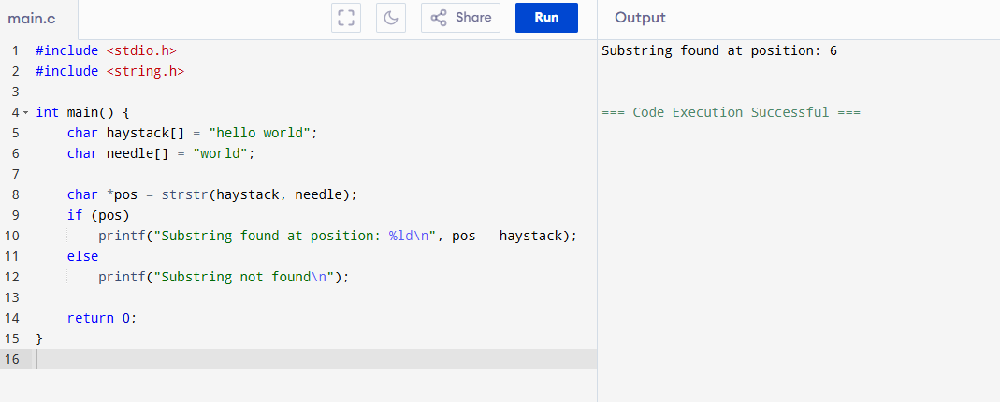 main.c
Share
Run
Output
1 #include <stdio.h>
2 #include <string.h>
3
4 int main() {
5     char haystack[] = "hello world";
6     char needle[] = "world";
7
8     char *pos = strstr(haystack, needle);
9     if (pos)
10         printf("Substring found at position: %ld\n", pos - haystack);
11     else
12         printf("Substring not found\n");
13
14     return 0;
15 }
16
Substring found at position: 6
=== Code Execution Successful ===